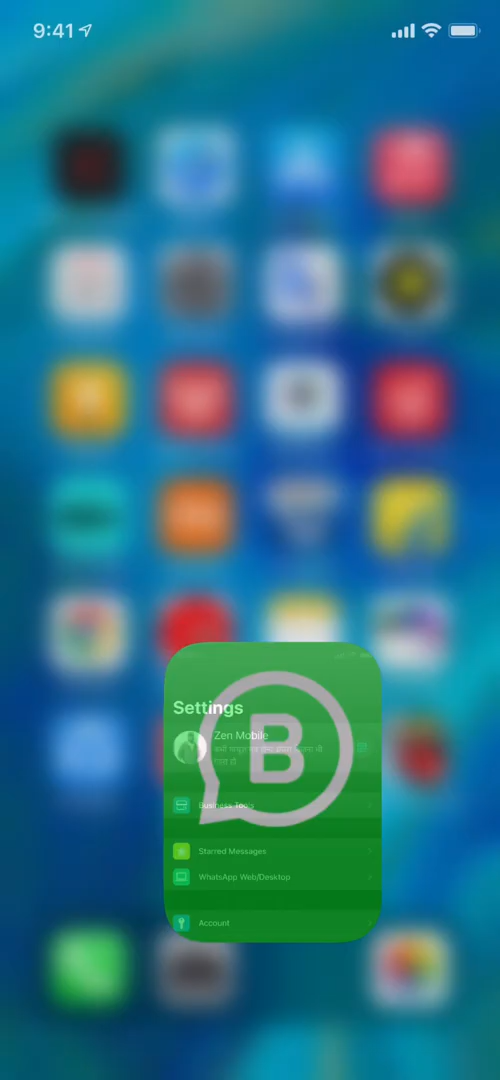 9:41
Settings
Zen Mobile
B
Business Tools
Starred Messages
WhatsApp Web/Desktop
Account